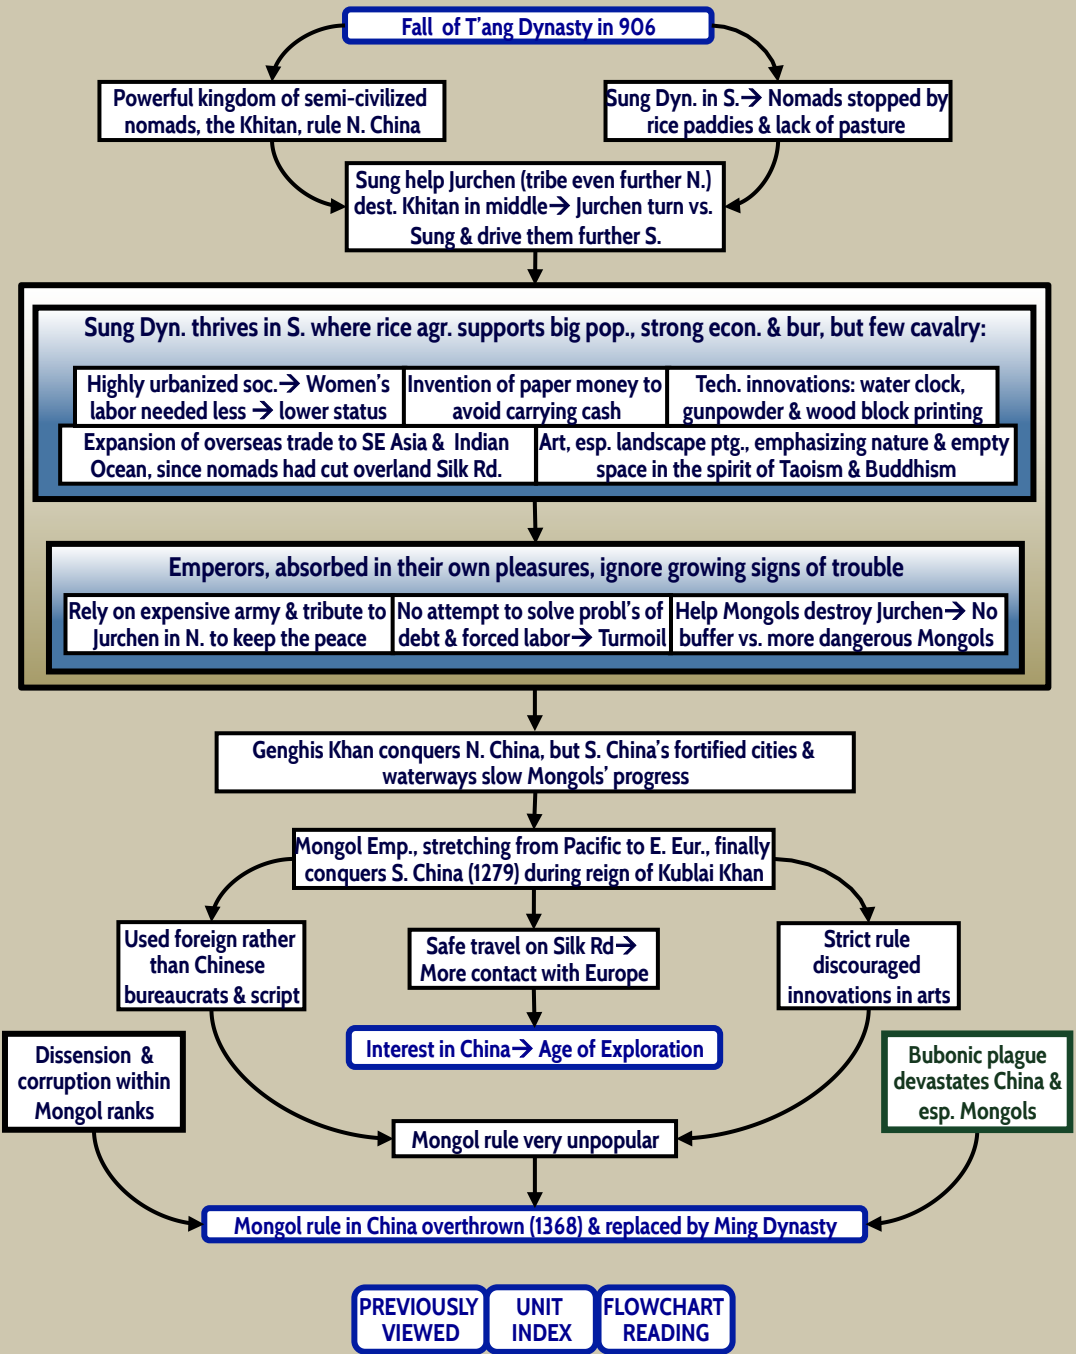 Fall  of T’ang Dynasty in 906
Powerful kingdom of semi-civilized
nomads, the Khitan, rule N. China
Sung Dyn. in S.→ Nomads stopped by
rice paddies & lack of pasture
Sung help Jurchen (tribe even further N.)
dest. Khitan in middle→ Jurchen turn vs.
Sung & drive them further S.
Sung Dyn. thrives in S. where rice agr. supports big pop., strong econ. & bur, but few cavalry:
Highly urbanized soc.→ Women’s
labor needed less → lower status
Invention of paper money to
avoid carrying cash
Tech. innovations: water clock,
gunpowder & wood block printing
Expansion of overseas trade to SE Asia &  Indian
Ocean, since nomads had cut overland Silk Rd.
Art, esp. landscape ptg., emphasizing nature & empty
space in the spirit of Taoism & Buddhism
Emperors, absorbed in their own pleasures, ignore growing signs of trouble
Rely on expensive army & tribute to
Jurchen in N. to keep the peace
No attempt to solve probl’s of
debt & forced labor→ Turmoil
Help Mongols destroy Jurchen→ No
buffer vs. more dangerous Mongols
Genghis Khan conquers N. China, but S. China’s fortified cities &
waterways slow Mongols’ progress
Mongol Emp., stretching from Pacific to E. Eur., finally
conquers S. China (1279) during reign of Kublai Khan
Used foreign rather
than Chinese
bureaucrats & script
Safe travel on Silk Rd→
More contact with Europe
Strict rule
discouraged
innovations in arts
Interest in China→ Age of Exploration
Dissension  &
corruption within
Mongol ranks
Bubonic plague
devastates China &
esp. Mongols
Mongol rule very unpopular
Mongol rule in China overthrown (1368) & replaced by Ming Dynasty
PREVIOUSLY
VIEWED
UNIT
INDEX
FLOWCHART
READING